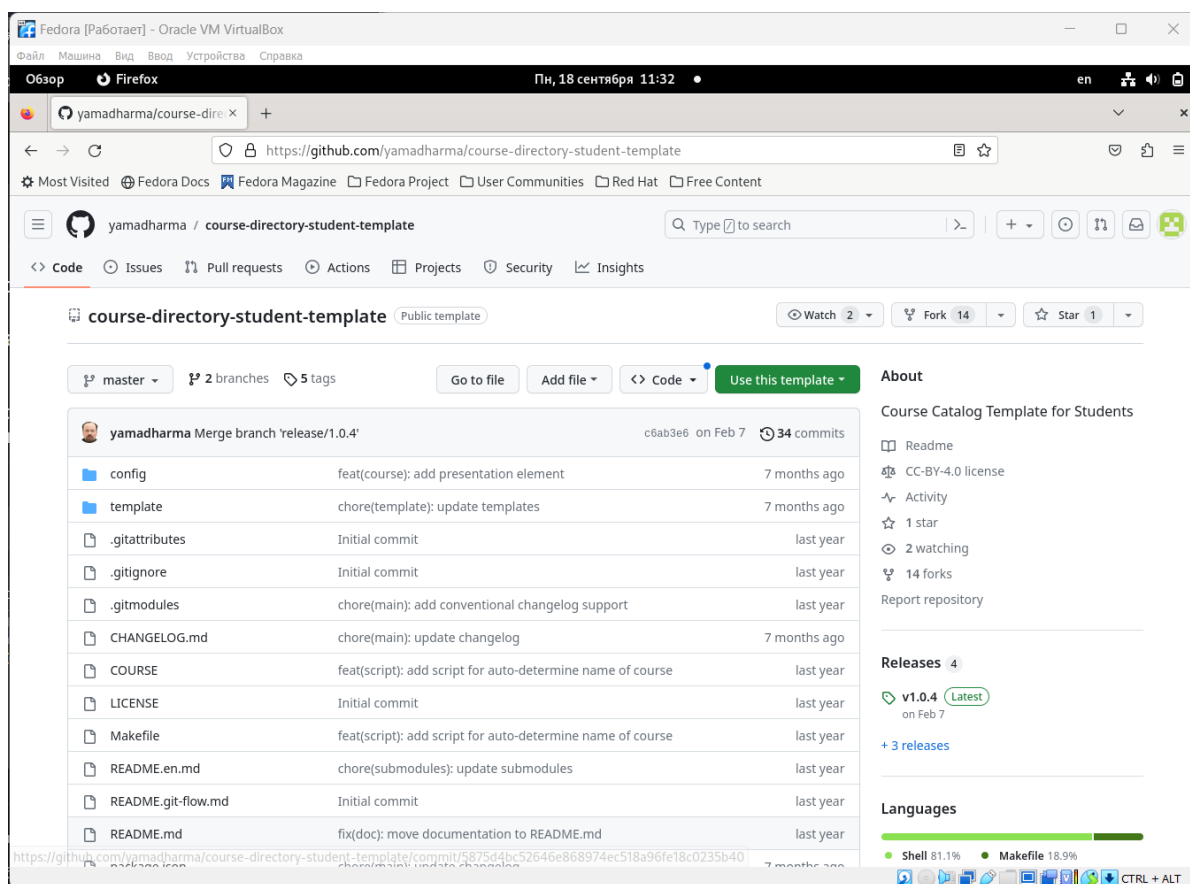 Fedora [Работает] - Oracle VM VirtualBox
Файл Машина Вид Ввод Устройства Справка
Обзор Firefox Пн, 18 сентября 11:32 en
yamadharma/course-dire
https://github.com/yamadharma/course-directory-student-template
Most Visited Fedora Docs Fedora Magazine Fedora Project User Communities Red Hat Free Content
yamadharma / course-directory-student-template Type / to search
Code Issues Pull requests Actions Projects Security Insights
course-directory-student-template Public template Watch 2 Fork 14 Star 1
master 2 branches 5 tags Go to file Add file <> Code Use this template
About
Course Catalog Template for Students
yamadharma Merge branch 'release/1.0.4' c6ab3e6 on Feb 7 34 commits
Readme
config feat(course): add presentation element 7 months ago
CC-BY-4.0 license
Activity
template chore(template): update templates 7 months ago
1 star
.gitattributes Initial commit last year
2 watching
.gitignore Initial commit last year
14 forks
.gitmodules chore(main): add conventional changelog support last year
Report repository
CHANGELOG.md chore(main): update changelog 7 months ago
COURSE feat(script): add script for auto-determine name of course last year
Releases 4
LICENSE Initial commit last year
v1.0.4 Latest
on Feb 7
Makefile feat(script): add script for auto-determine name of course last year
+ 3 releases
README.en.md chore(submodules): update submodules last year
README.git-flow.md Initial commit last year
Languages
README.md fix(doc): move documentation to README.md last year
Shell 81.1% Makefile 18.9%
https://github.com/yamadharma/course-directory-student-template/commit/5875d4bc52646e868974ec518a96fe18c0235b40
package.json chore(main): update changelog 7 months ago
CTRL + ALT